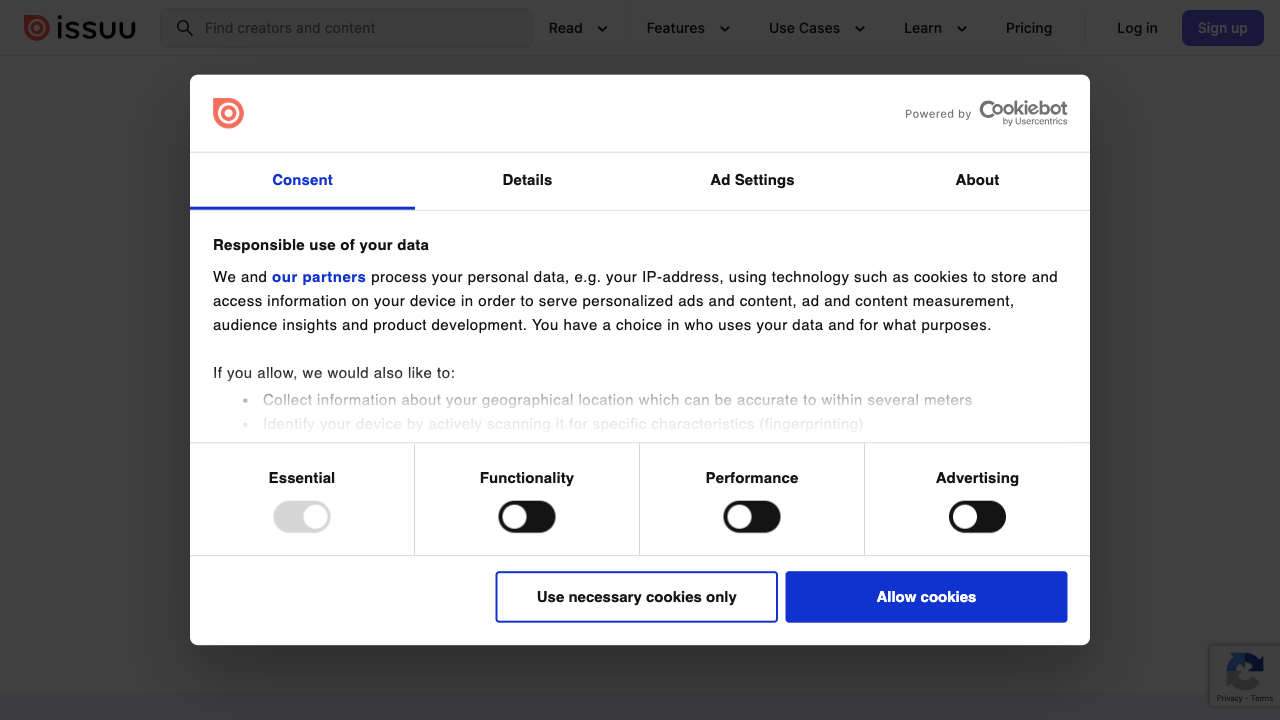 issuu
Find creators and content
Read
Features
Use Cases
Learn
Pricing
Log in
Sign up
Powered by
Cookiebot
by Usercentrics
Consent
Details
Ad Settings
About
Responsible use of your data
We and our partners process your personal data, e.g. your IP-address, using technology such as cookies to store and
access information on your device in order to serve personalized ads and content, ad and content measurement,
audience insights and product development. You have a choice in who uses your data and for what purposes.
If you allow, we would also like to:
• Collect information about your geographical location which can be accurate to within several meters
• Identify your device by actively scanning it for specific characteristics (fingerprinting)
Essential
Functionality
Performance
Advertising
Use necessary cookies only
Allow cookies
Privacy - Terms